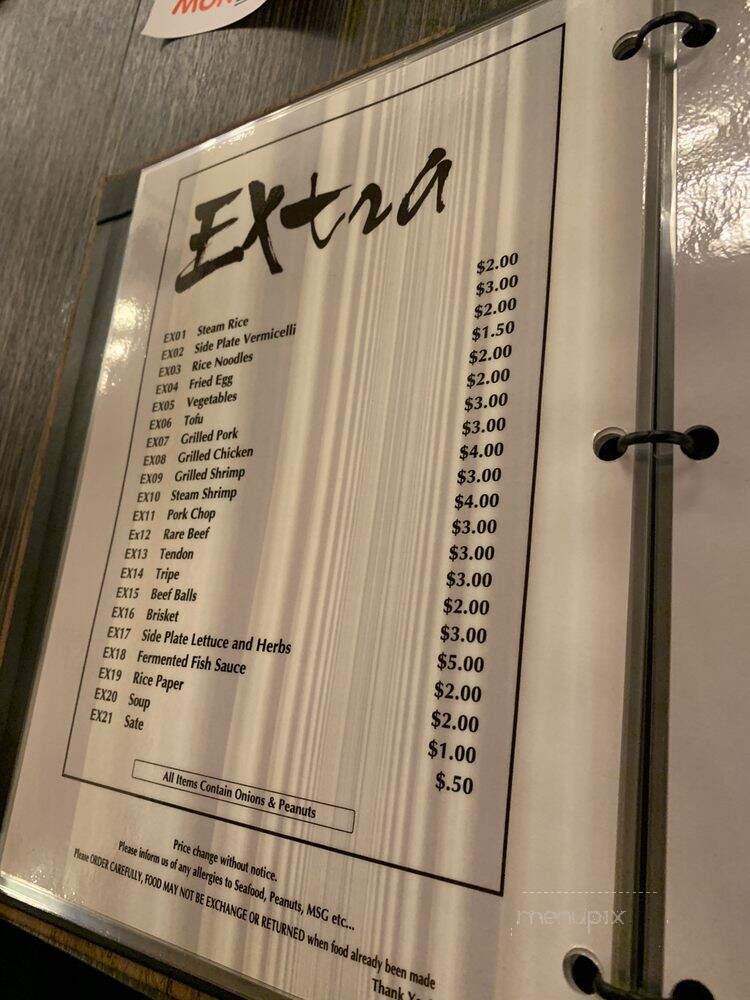 Extra
EX01 Steam Rice $2.00
EX02 Side Plate Vermicelli $3.00
EX03 Rice Noodles $2.00
EX04 Fried Egg $1.50
EX05 Vegetables $2.00
EX06 Tofu $2.00
EX07 Grilled Pork $3.00
EX08 Grilled Chicken $3.00
EX09 Grilled Shrimp $4.00
EX10 Steam Shrimp $3.00
EX11 Pork Chop $4.00
Ex12 Rare Beef $3.00
EX13 Tendon $3.00
EX14 Tripe $3.00
EX15 Beef Balls $2.00
EX16 Brisket $3.00
EX17 Side Plate Lettuce and Herbs $5.00
EX18 Fermented Fish Sauce $2.00
EX19 Rice Paper $2.00
EX20 Soup $1.00
EX21 Sate $.50
All Items Contain Onions & Peanuts
Price change without notice.
Please inform us of any allergies to Seafood, Peanuts, MSG etc...
Please ORDER CAREFULLY, FOOD MAY NOT BE EXCHANGE OR RETURNED when food already been made
Thank
menupix